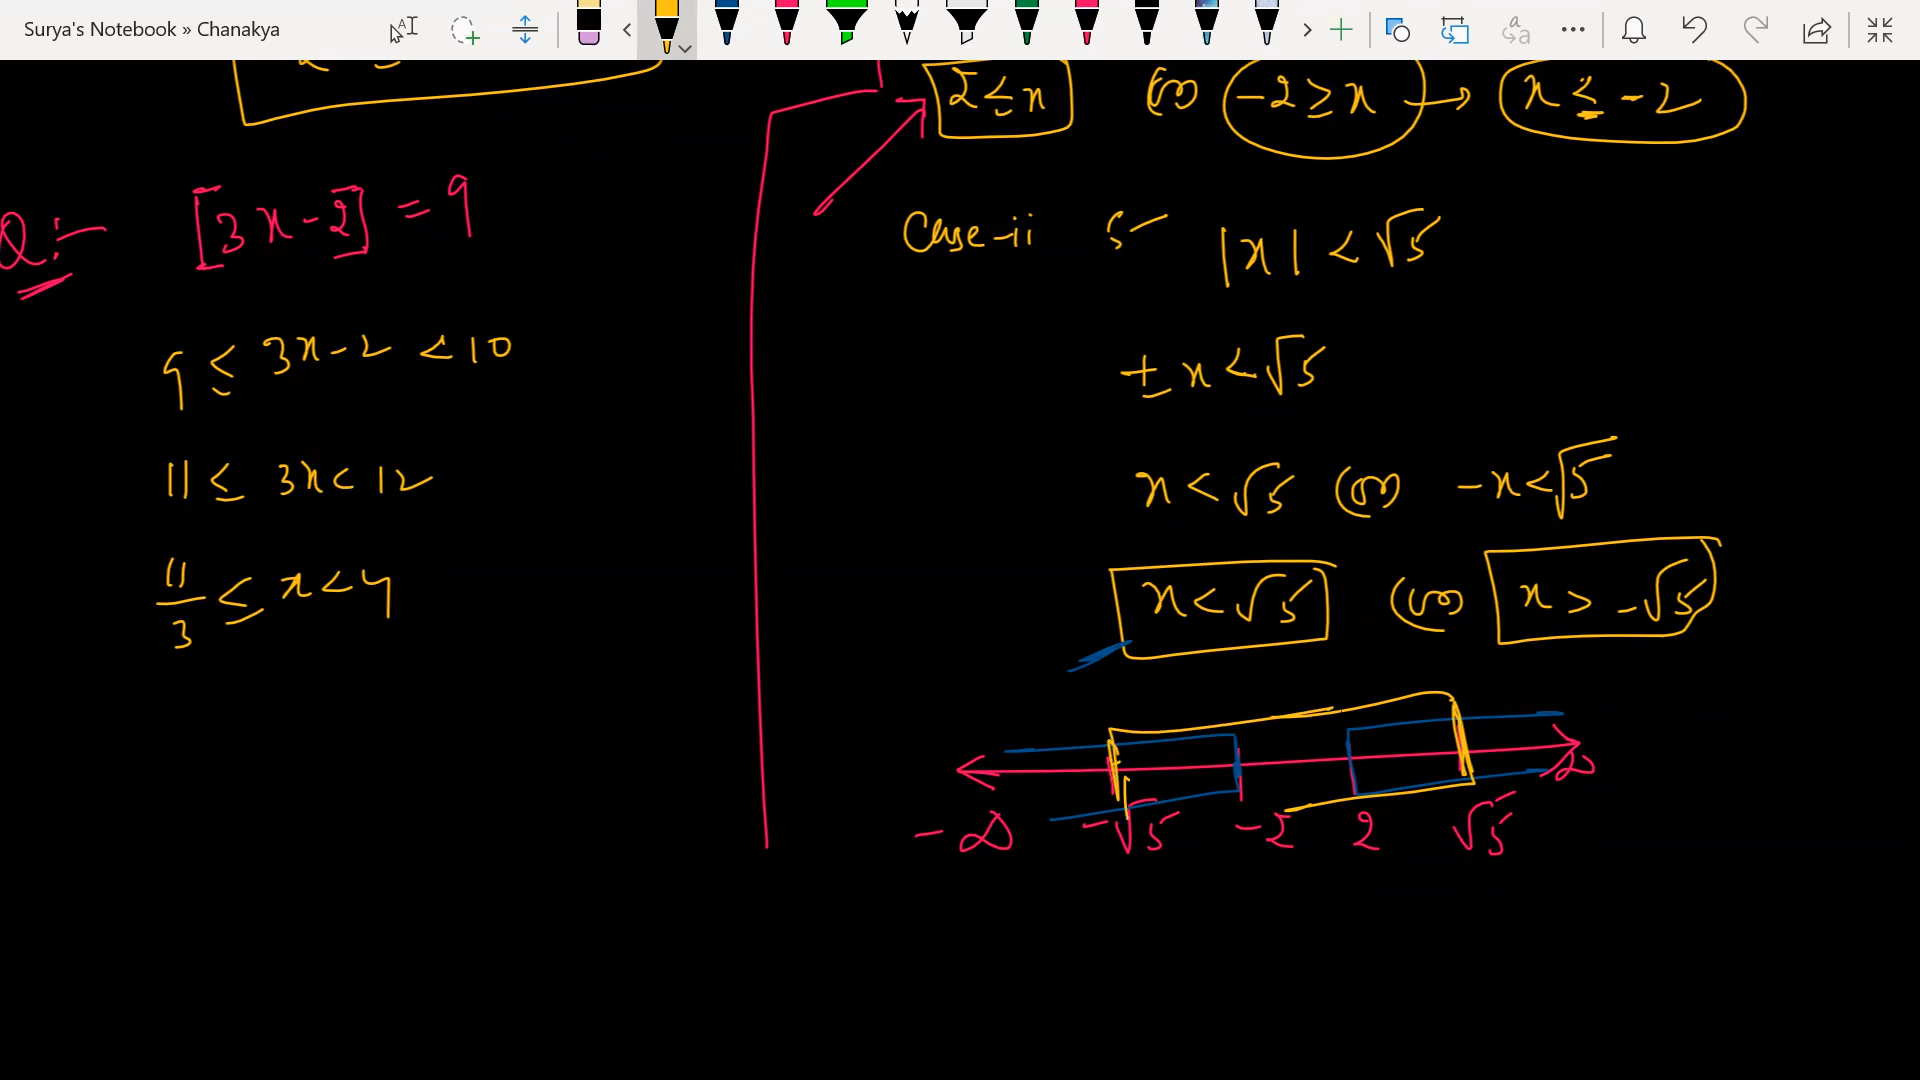 Surya's Notebook » Chanakya
Q:- [3x-2] = 9
9 ≤ 3x-2 < 10
11 ≤ 3x < 12
11/3 ≤ x < 4
2 ≤ x (or) -2 ≥ x → x ≤ -2
Case-ii :- |x| < √5
± x < √5
x < √5 (or) -x < √5
x < √5 (or) x > -√5
-∞ -√5 -2 2 √5 ∞